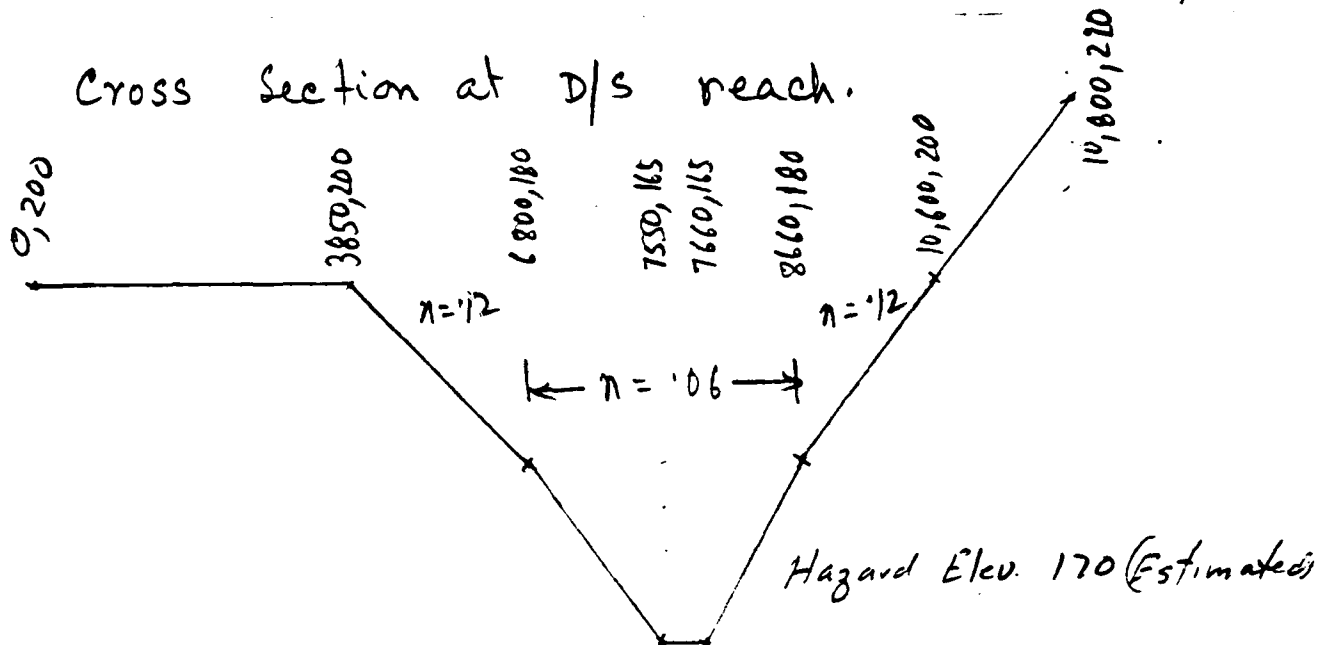 Cross Section at D/S reach.
0,200
3850,200
6800,180
7550,165
7660,165
8660,180
10,600,200
10,800,220
n=.12
n=.12
n=.06
Hazard Elev. 170 (Estimated)